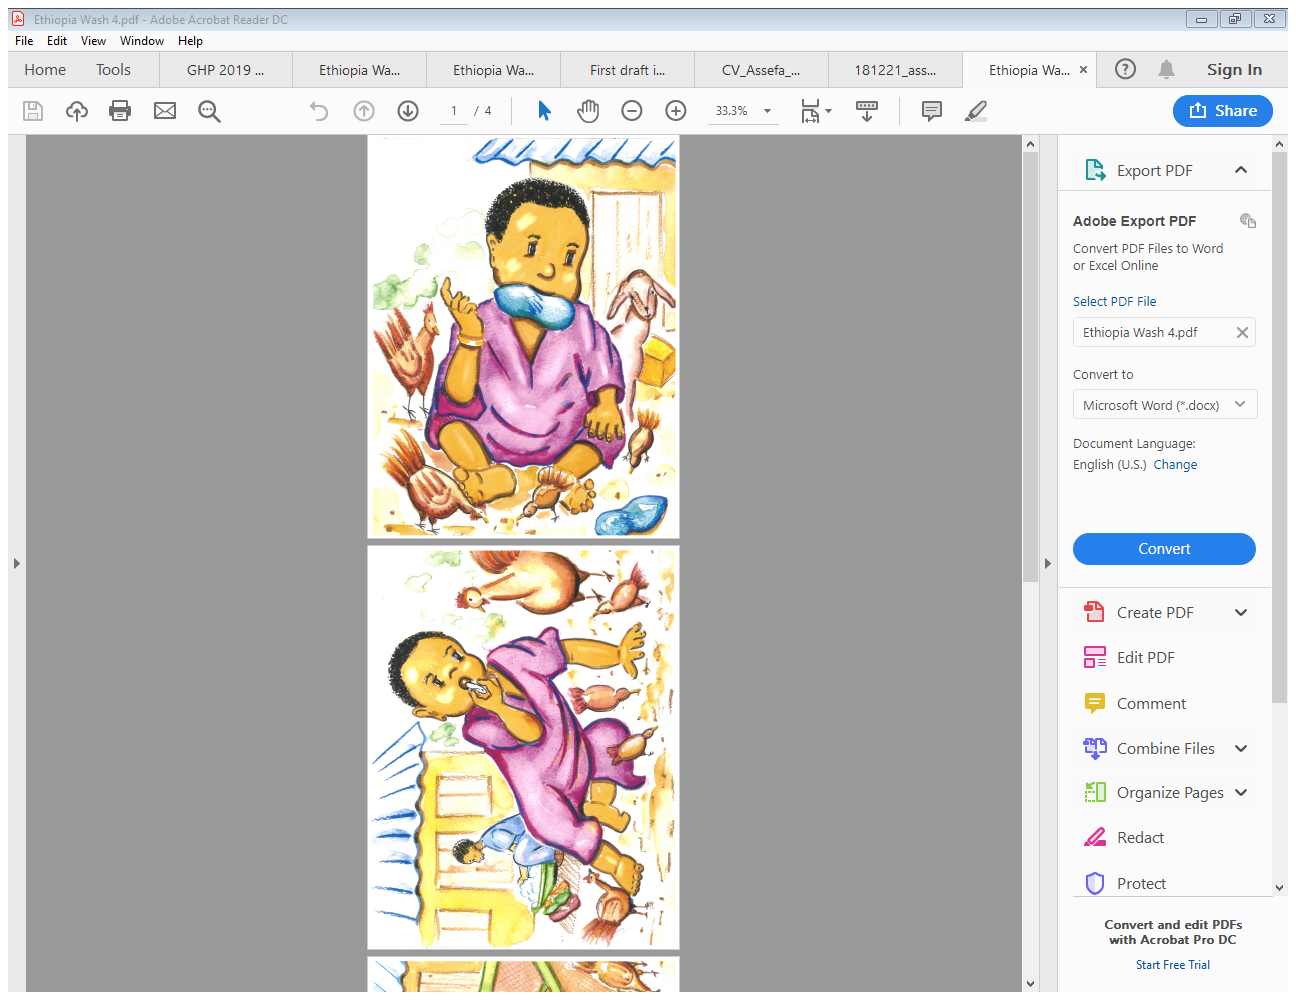 Ethiopia Wash 4.pdf - Adobe Acrobat Reader DC
File Edit View Window Help
Home Tools GHP 2019 ... Ethiopia Wa... Ethiopia Wa... First draft i... CV_Assefa_... 181221_ass... Ethiopia Wa... × Sign In
1 / 4 33.3% Share
Export PDF
Adobe Export PDF
Convert PDF Files to Word
or Excel Online
Select PDF File
Ethiopia Wash 4.pdf
Convert to
Microsoft Word (*.docx)
Document Language:
English (U.S.) Change
Convert
Create PDF
Edit PDF
Comment
Combine Files
Organize Pages
Redact
Protect
Convert and edit PDFs
with Acrobat Pro DC
Start Free Trial